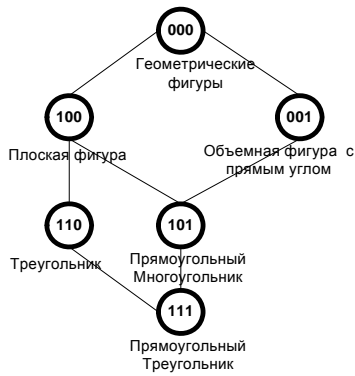 000
Геометрические
фигуры
100
001
Плоская фигура
Объемная фигура с
прямым углом
110
101
Треугольник
Прямоугольный
Многоугольник
111
Прямоугольный
Треугольник